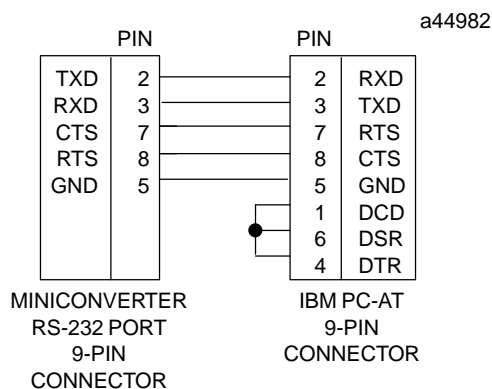 a44982
PIN PIN
TXD 2 2 RXD
RXD 3 3 TXD
CTS 7 7 RTS
RTS 8 8 CTS
GND 5 5 GND
1 DCD
6 DSR
4 DTR
MINICONVERTER IBM PC-AT
RS-232 PORT 9-PIN
9-PIN CONNECTOR
CONNECTOR